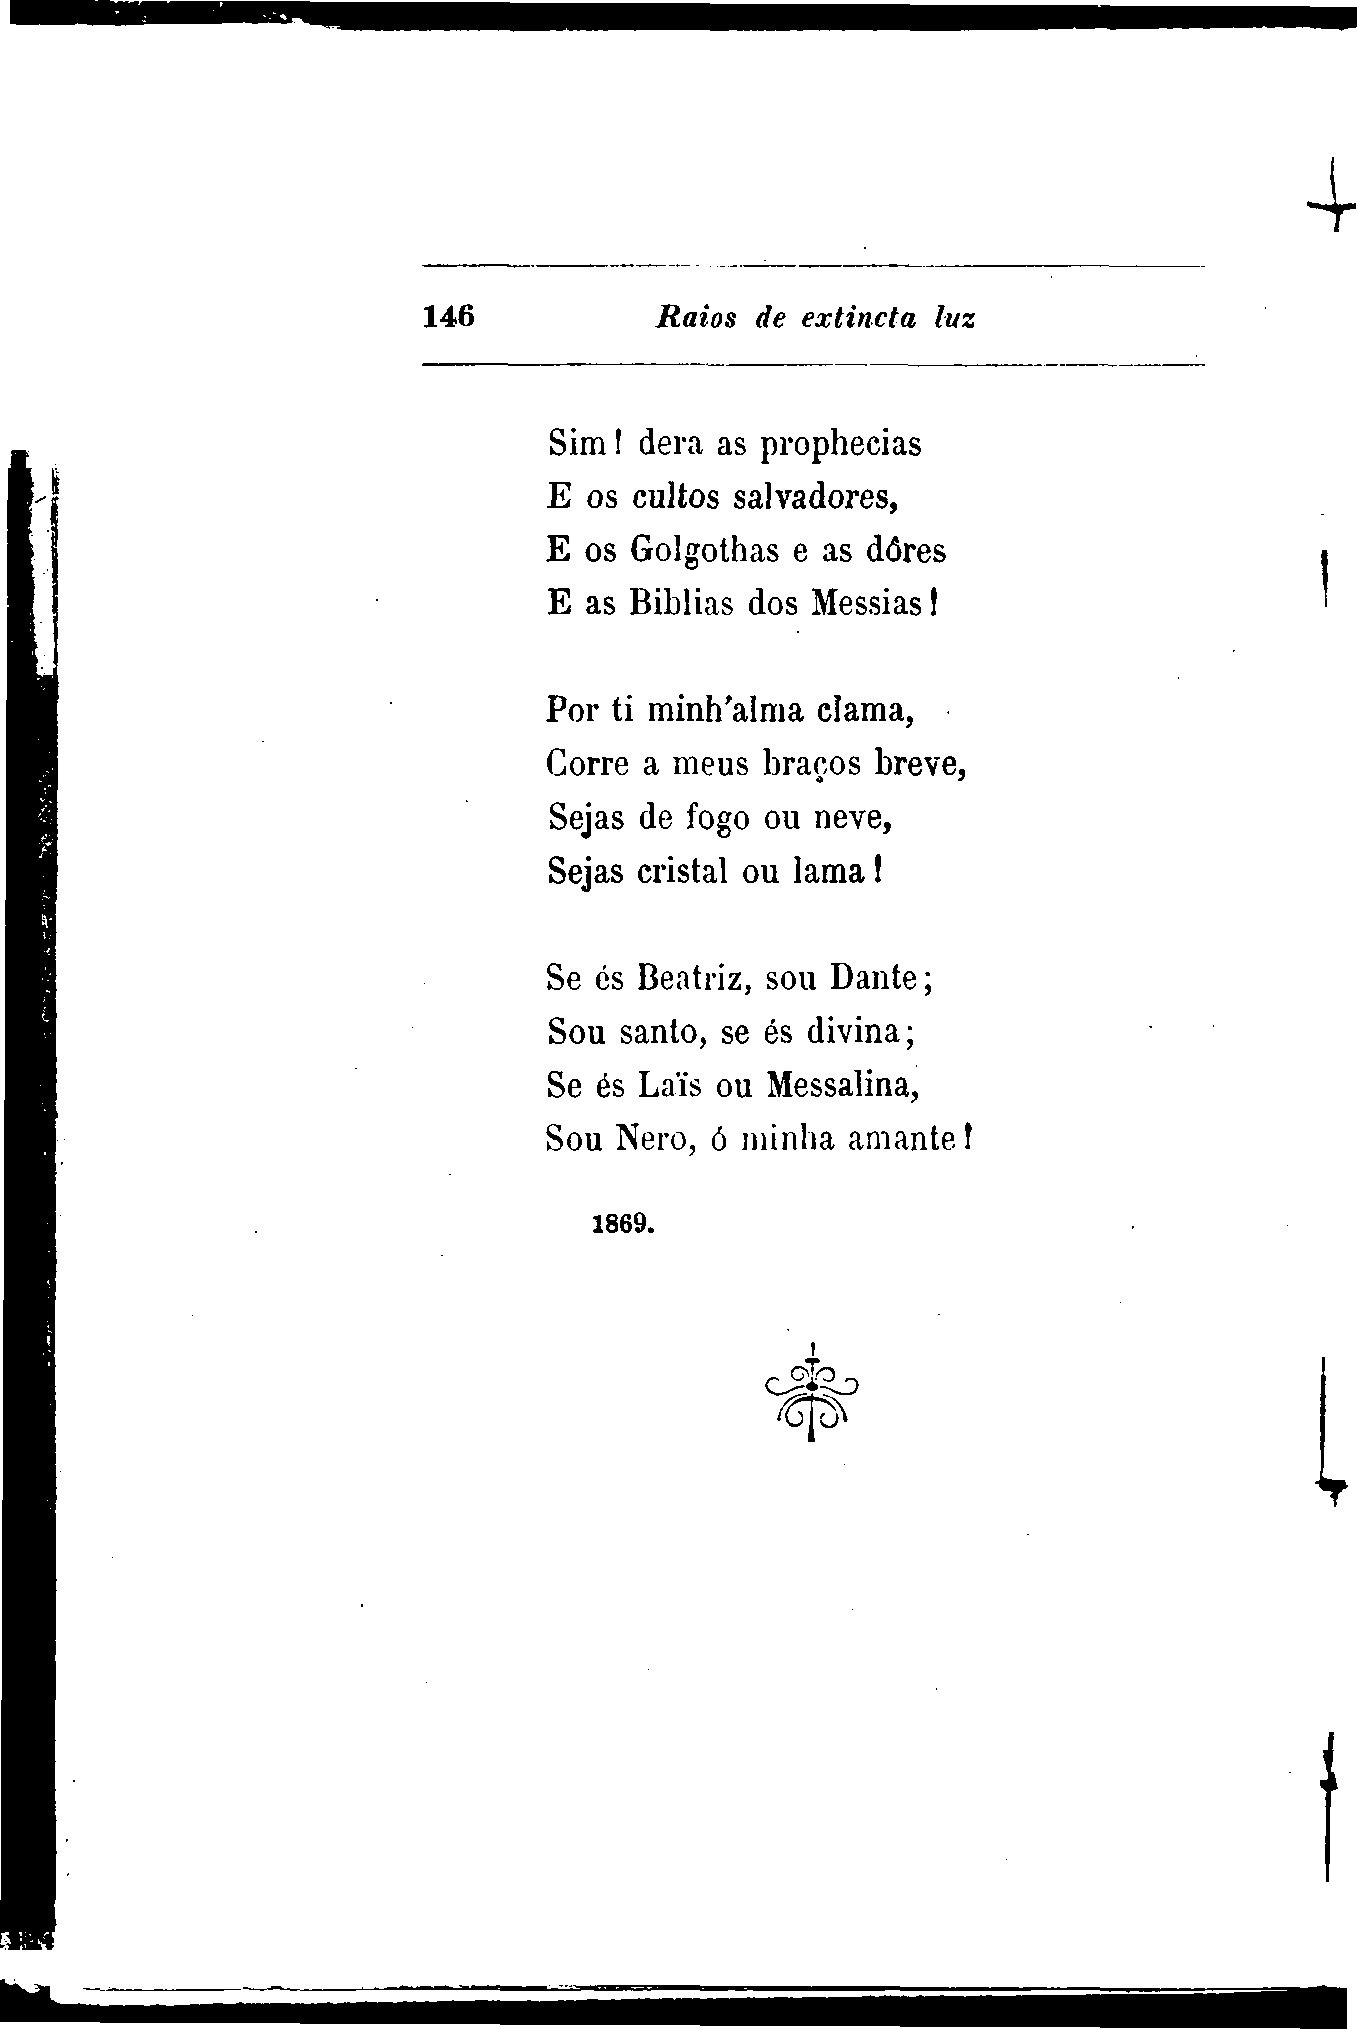 146 Raios de extincta luz
Sim! dera as prophecias
E os cultos salvadores,
E os Golgothas e as dôres
E as Biblias dos Messias!
Por ti minh'alma clama,
Corre a meus braços breve,
Sejas de fogo ou neve,
Sejas cristal ou lama!
Se és Beatriz, sou Dante;
Sou santo, se és divina;
Se és Laïs ou Messalina,
Sou Nero, ó minha amante!
1869.